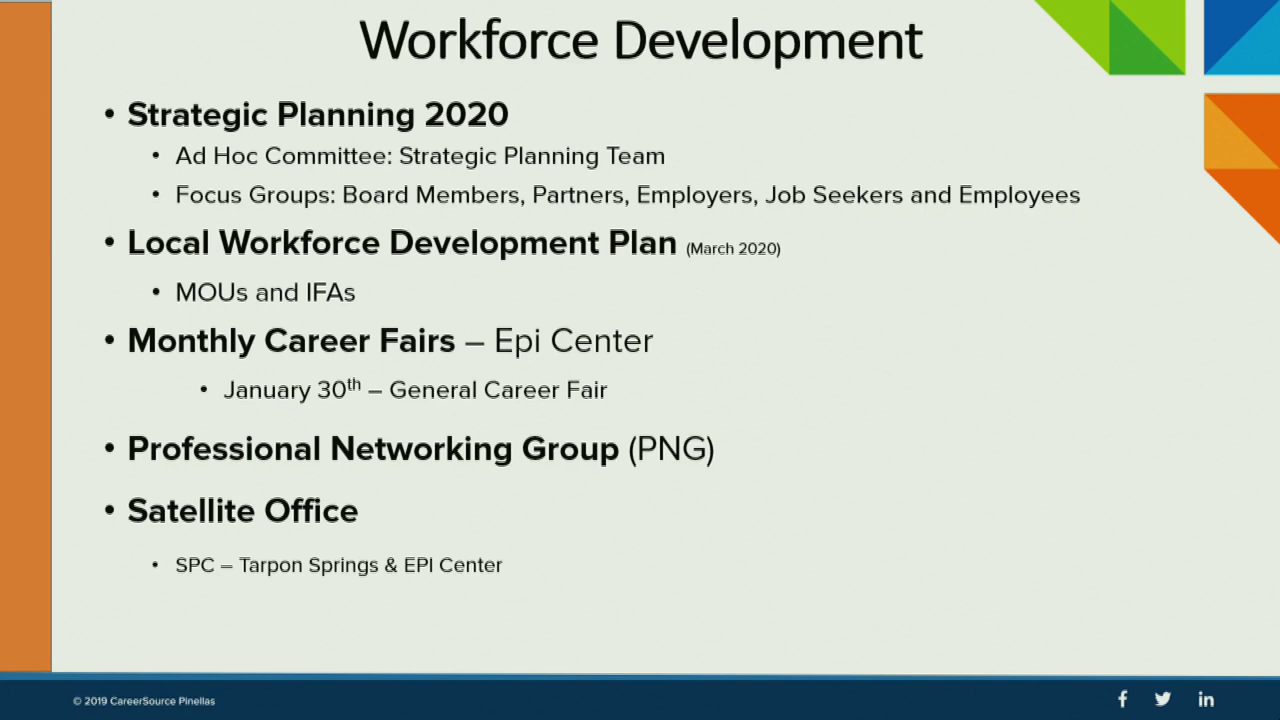 Workforce Development
• Strategic Planning 2020
• Ad Hoc Committee: Strategic Planning Team
• Focus Groups: Board Members, Partners, Employers, Job Seekers and Employees
• Local Workforce Development Plan (March 2020)
• MOUs and IFAs
• Monthly Career Fairs – Epi Center
• January 30th – General Career Fair
• Professional Networking Group (PNG)
• Satellite Office
• SPC – Tarpon Springs & EPI Center
© 2019 CareerSource Pinellas